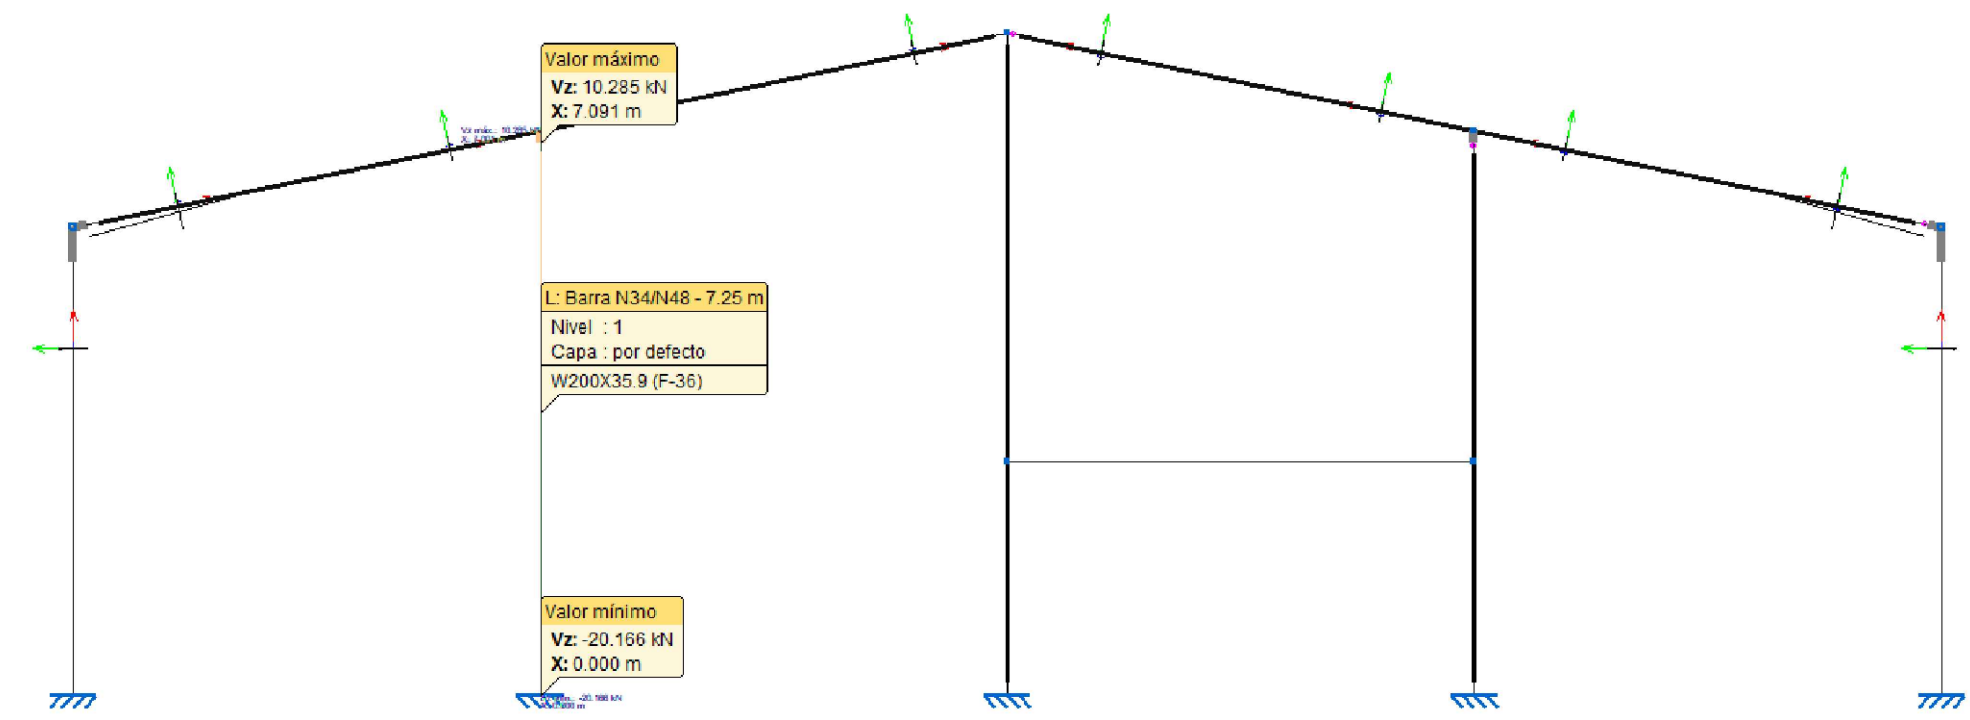 Valor máximo
Vz: 10.285 kN
X: 7.091 m
L: Barra N34/N48 - 7.25 m
Nivel : 1
Capa : por defecto
W200X35.9 (F-36)
Valor mínimo
Vz: -20.166 kN
X: 0.000 m